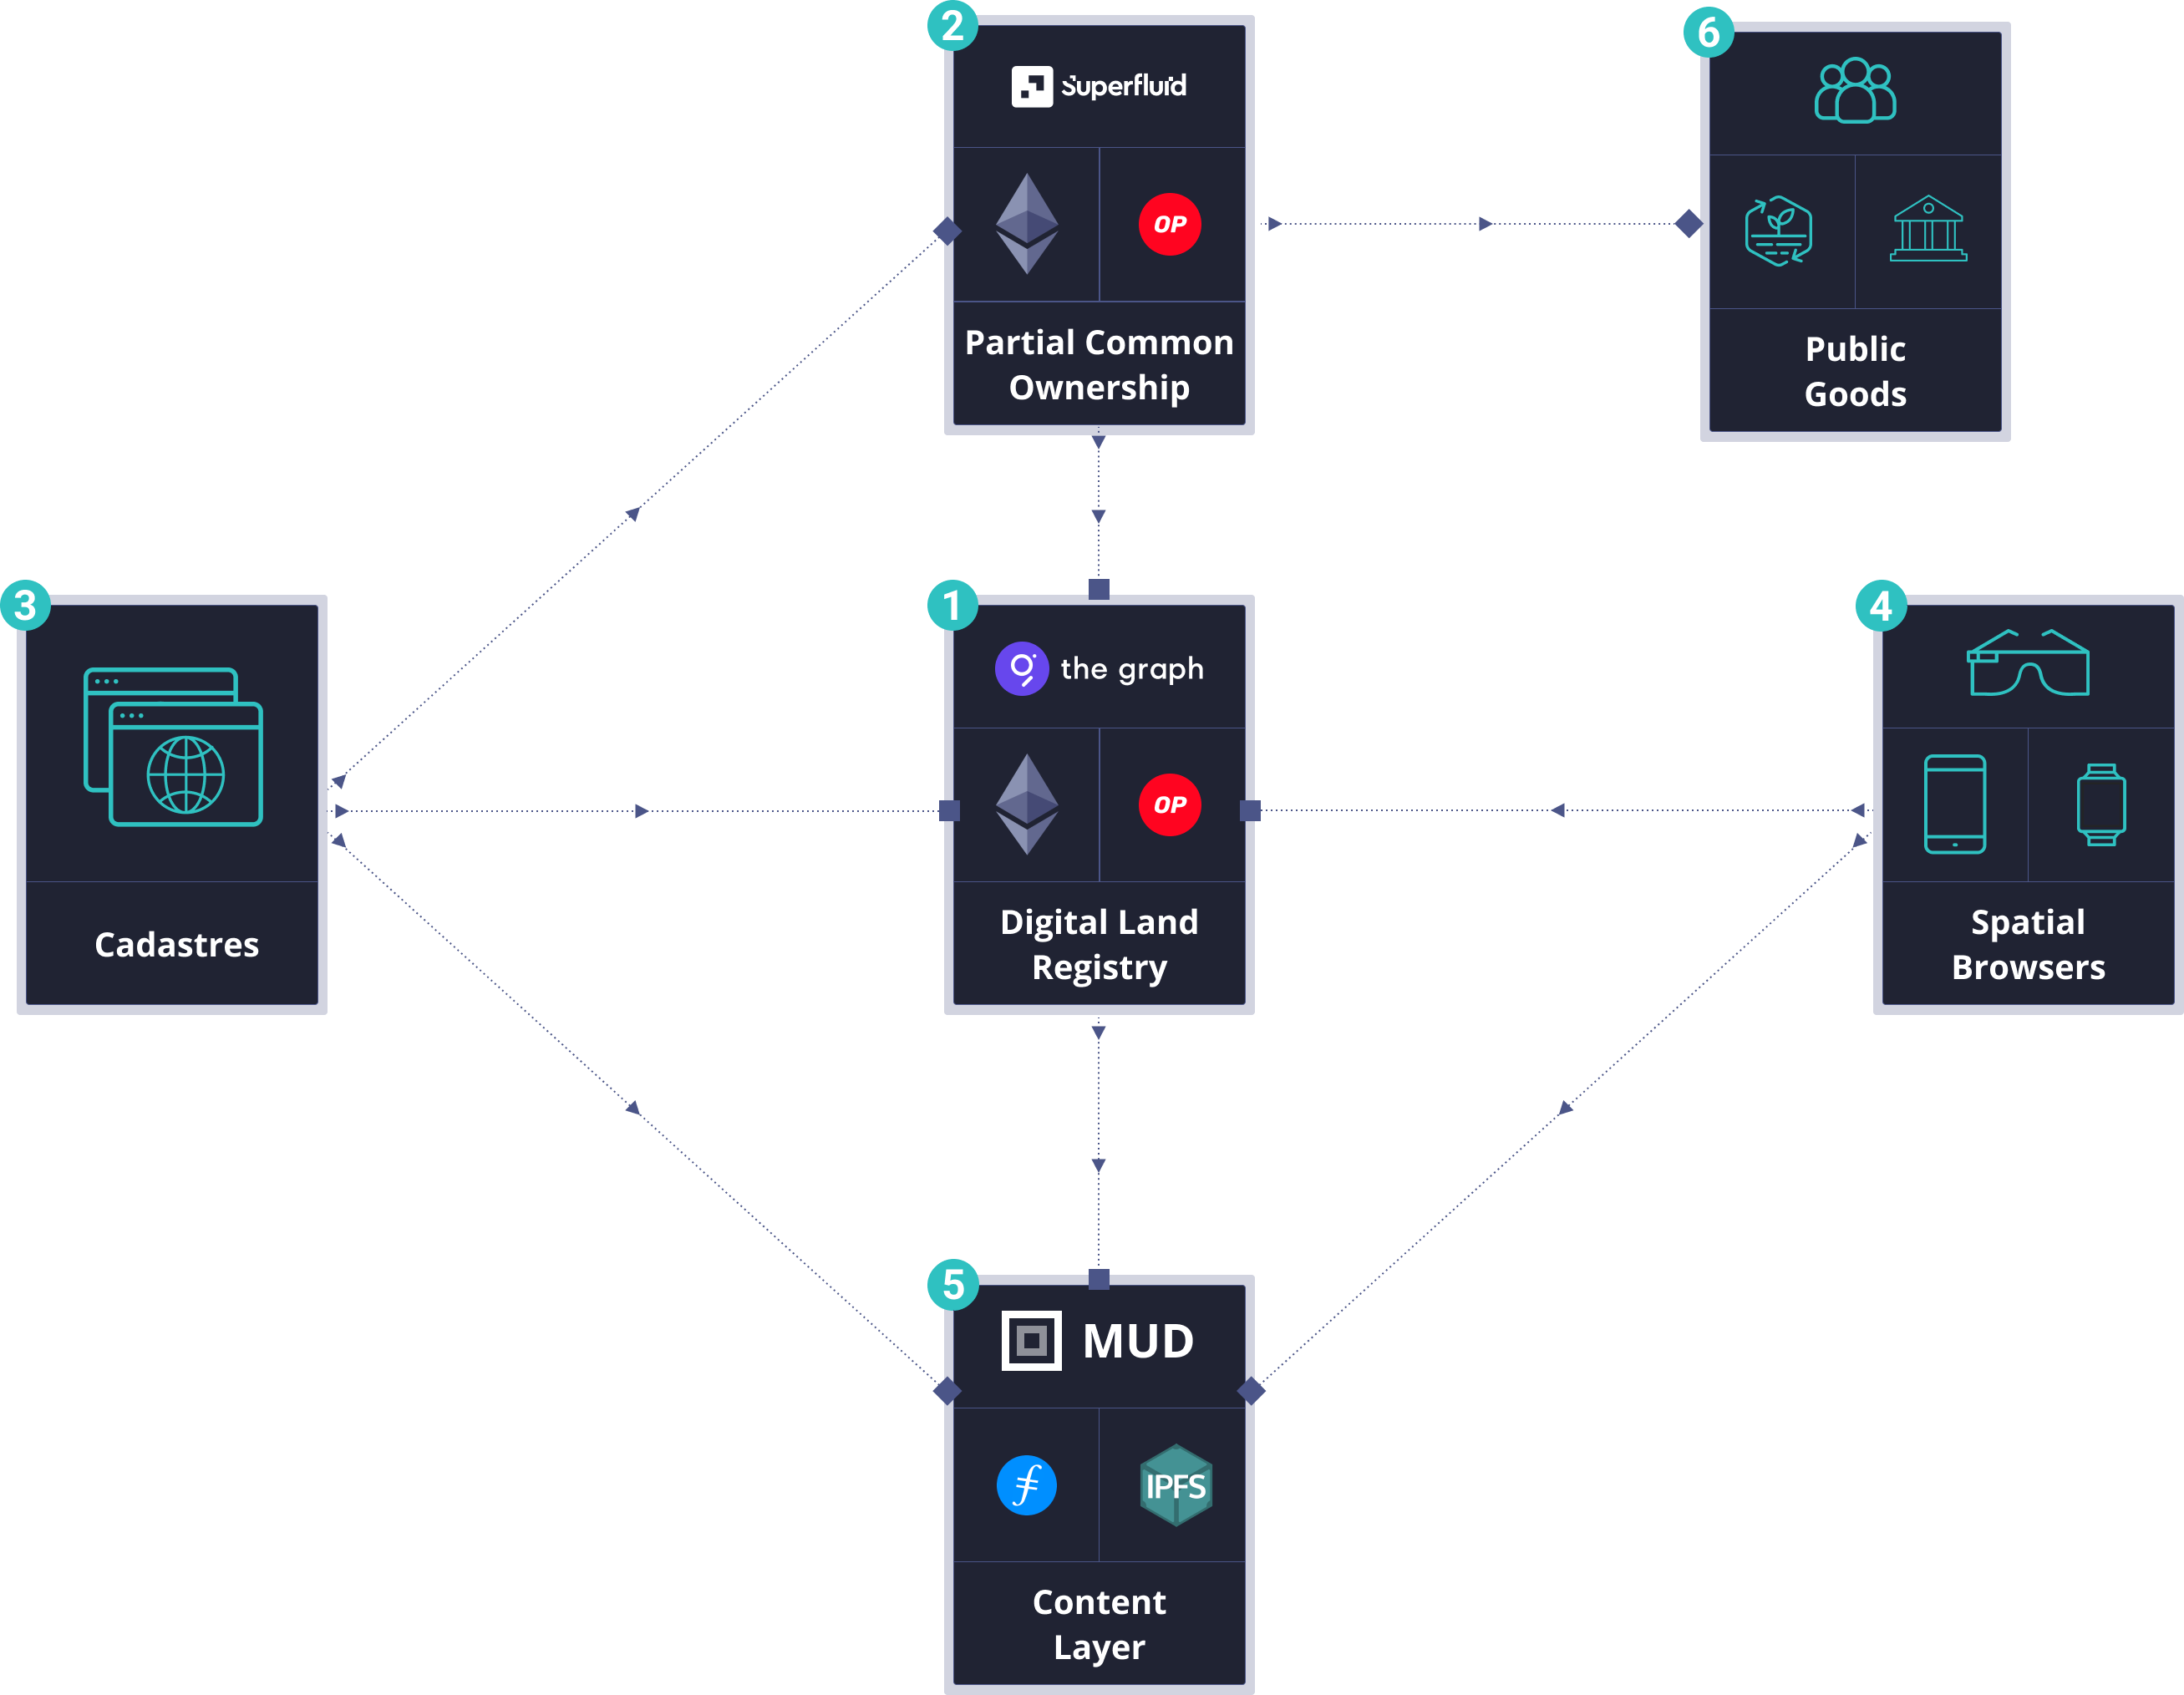 2
Superfluid
OP
Partial Common
Ownership
6
Public
Goods
3
Cadastres
1
the graph
OP
Digital Land
Registry
4
Spatial
Browsers
5
MUD
IPFS
Content
Layer